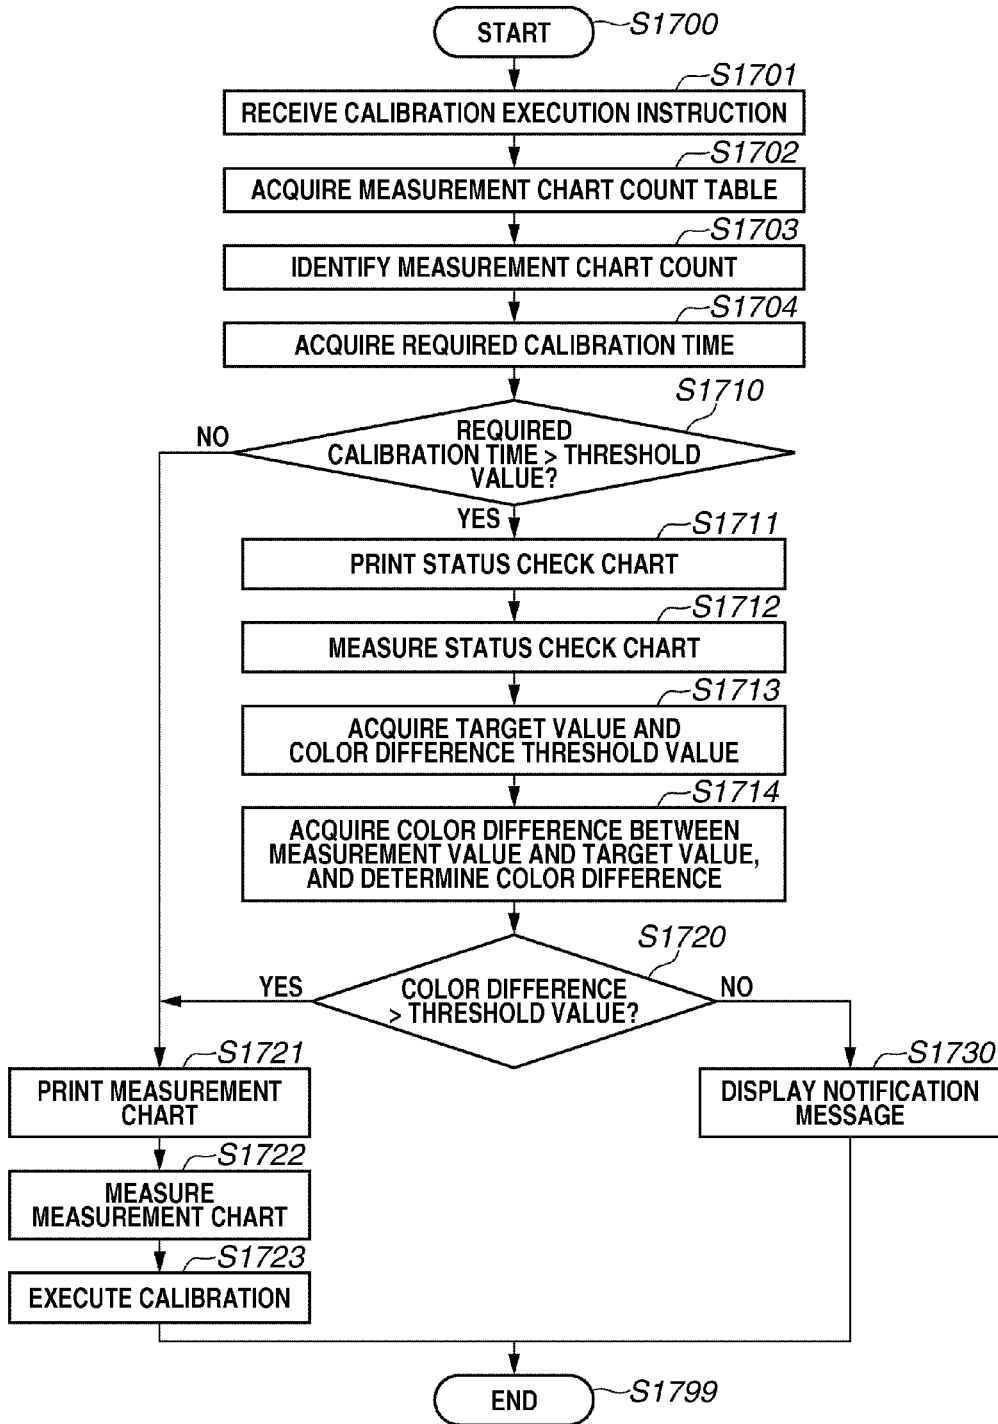 START
S1700
S1701
RECEIVE CALIBRATION EXECUTION INSTRUCTION
S1702
ACQUIRE MEASUREMENT CHART COUNT TABLE
S1703
IDENTIFY MEASUREMENT CHART COUNT
S1704
ACQUIRE REQUIRED CALIBRATION TIME
S1710
NO
REQUIRED
CALIBRATION TIME > THRESHOLD
VALUE?
YES
S1711
PRINT STATUS CHECK CHART
S1712
MEASURE STATUS CHECK CHART
S1713
ACQUIRE TARGET VALUE AND
COLOR DIFFERENCE THRESHOLD VALUE
S1714
ACQUIRE COLOR DIFFERENCE BETWEEN
MEASUREMENT VALUE AND TARGET VALUE,
AND DETERMINE COLOR DIFFERENCE
S1720
YES
COLOR DIFFERENCE
> THRESHOLD VALUE?
NO
S1721
PRINT MEASUREMENT
CHART
S1730
DISPLAY NOTIFICATION
MESSAGE
S1722
MEASURE
MEASUREMENT CHART
S1723
EXECUTE CALIBRATION
END
S1799